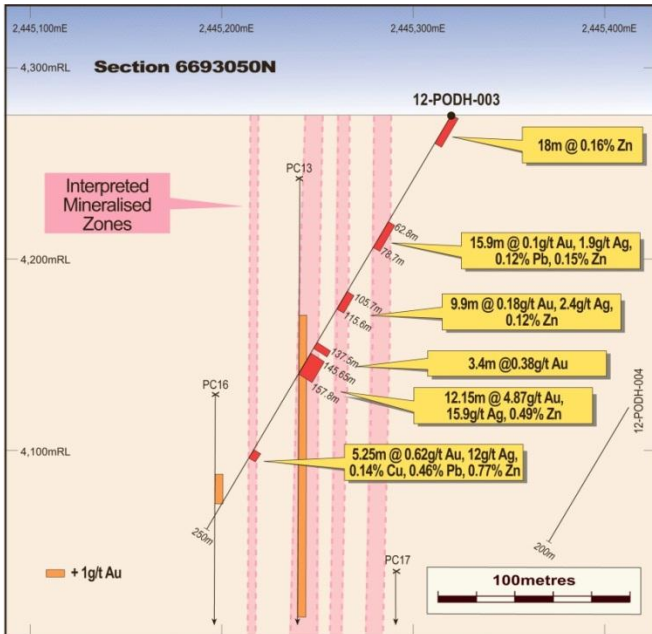 2,445,100mE 2,445,200mE 2,445,300mE 2,445,400mE
4,300mRL
Section 6693050N
12-PODH-003
18m @ 0.16% Zn
PC13
Interpreted
Mineralised
Zones
62.8m
78.7m
15.9m @ 0.1g/t Au, 1.9g/t Ag,
0.12% Pb, 0.15% Zn
4,200mRL
105.7m
115.6m
9.9m @ 0.18g/t Au, 2.4g/t Ag,
0.12% Zn
137.5m
3.4m @0.38g/t Au
145.65m
157.8m
PC16
12.15m @ 4.87g/t Au,
15.9g/t Ag, 0.49% Zn
12-PODH-004
4,100mRL
5.25m @ 0.62g/t Au, 12g/t Ag,
0.14% Cu, 0.46% Pb, 0.77% Zn
250m
200m
+ 1g/t Au
PC17
100metres